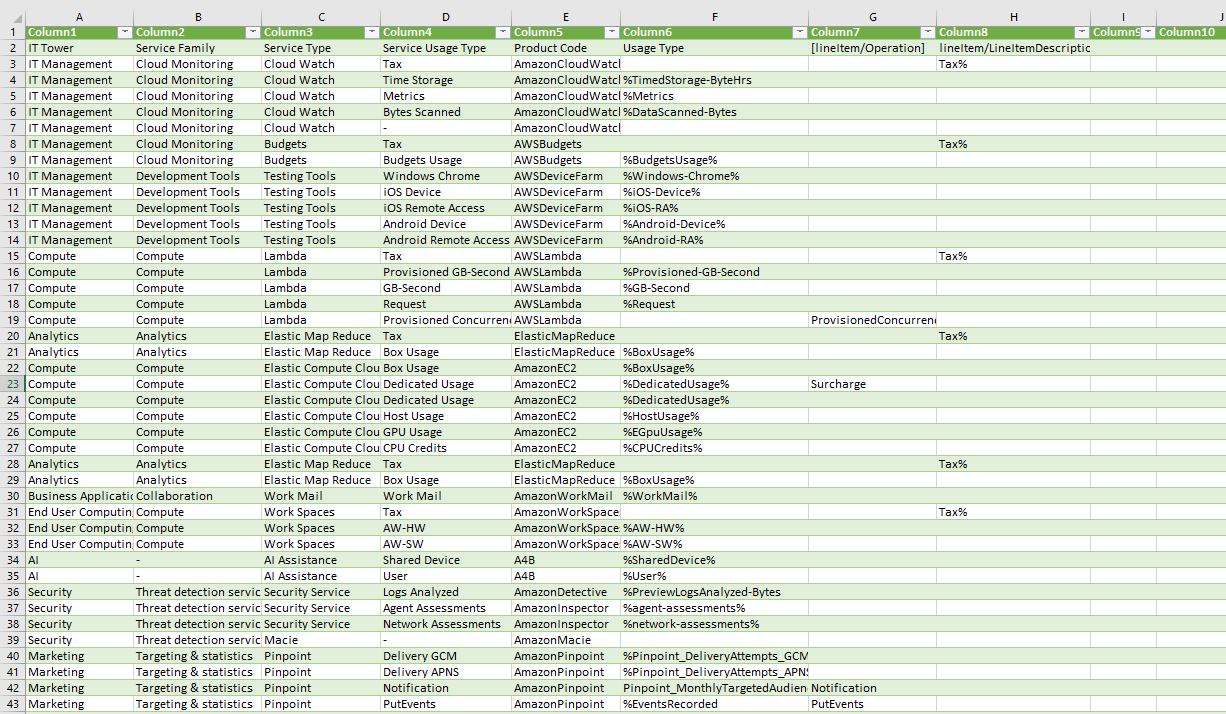 A B C D E F G H I J
1 Column1 Column2 Column3 Column4 Column5 Column6 Column7 Column8 Column9 Column10
2 IT Tower Service Family Service Type Service Usage Type Product Code Usage Type [lineItem/Operation] lineItem/LineItemDescriptic
3 IT Management Cloud Monitoring Cloud Watch Tax AmazonCloudWatcl Tax%
4 IT Management Cloud Monitoring Cloud Watch Time Storage AmazonCloudWatcl %TimedStorage-ByteHrs
5 IT Management Cloud Monitoring Cloud Watch Metrics AmazonCloudWatcl %Metrics
6 IT Management Cloud Monitoring Cloud Watch Bytes Scanned AmazonCloudWatcl %DataScanned-Bytes
7 IT Management Cloud Monitoring Cloud Watch - AmazonCloudWatcl
8 IT Management Cloud Monitoring Budgets Tax AWSBudgets Tax%
9 IT Management Cloud Monitoring Budgets Budgets Usage AWSBudgets %BudgetsUsage%
10 IT Management Development Tools Testing Tools Windows Chrome AWSDeviceFarm %Windows-Chrome%
11 IT Management Development Tools Testing Tools iOS Device AWSDeviceFarm %iOS-Device%
12 IT Management Development Tools Testing Tools iOS Remote Access AWSDeviceFarm %iOS-RA%
13 IT Management Development Tools Testing Tools Android Device AWSDeviceFarm %Android-Device%
14 IT Management Development Tools Testing Tools Android Remote Access AWSDeviceFarm %Android-RA%
15 Compute Compute Lambda Tax AWSLambda Tax%
16 Compute Compute Lambda Provisioned GB-Second AWSLambda %Provisioned-GB-Second
17 Compute Compute Lambda GB-Second AWSLambda %GB-Second
18 Compute Compute Lambda Request AWSLambda %Request
19 Compute Compute Lambda Provisioned Concurren AWSLambda ProvisionedConcurrenc
20 Analytics Analytics Elastic Map Reduce Tax ElasticMapReduce Tax%
21 Analytics Analytics Elastic Map Reduce Box Usage ElasticMapReduce %BoxUsage%
22 Compute Compute Elastic Compute Clou Box Usage AmazonEC2 %BoxUsage%
23 Compute Compute Elastic Compute Clou Dedicated Usage AmazonEC2 %DedicatedUsage% Surcharge
24 Compute Compute Elastic Compute Clou Dedicated Usage AmazonEC2 %DedicatedUsage%
25 Compute Compute Elastic Compute Clou Host Usage AmazonEC2 %HostUsage%
26 Compute Compute Elastic Compute Clou GPU Usage AmazonEC2 %EGpuUsage%
27 Compute Compute Elastic Compute Clou CPU Credits AmazonEC2 %CPUCredits%
28 Analytics Analytics Elastic Map Reduce Tax ElasticMapReduce Tax%
29 Analytics Analytics Elastic Map Reduce Box Usage ElasticMapReduce %BoxUsage%
30 Business Applicatio Collaboration Work Mail Work Mail AmazonWorkMail %WorkMail%
31 End User Computin Compute Work Spaces Tax AmazonWorkSpace Tax%
32 End User Computin Compute Work Spaces AW-HW AmazonWorkSpace %AW-HW%
33 End User Computin Compute Work Spaces AW-SW AmazonWorkSpace %AW-SW%
34 AI - AI Assistance Shared Device A4B %SharedDevice%
35 AI - AI Assistance User A4B %User%
36 Security Threat detection servic Security Service Logs Analyzed AmazonDetective %PreviewLogsAnalyzed-Bytes
37 Security Threat detection servic Security Service Agent Assessments AmazonInspector %agent-assessments%
38 Security Threat detection servic Security Service Network Assessments AmazonInspector %network-assessments%
39 Security Threat detection servic Macie - AmazonMacie
40 Marketing Targeting & statistics Pinpoint Delivery GCM AmazonPinpoint %Pinpoint_DeliveryAttempts_GCM
41 Marketing Targeting & statistics Pinpoint Delivery APNS AmazonPinpoint %Pinpoint_DeliveryAttempts_APNS
42 Marketing Targeting & statistics Pinpoint Notification AmazonPinpoint Pinpoint_MonthlyTargetedAudien Notification
43 Marketing Targeting & statistics Pinpoint PutEvents AmazonPinpoint %EventsRecorded PutEvents